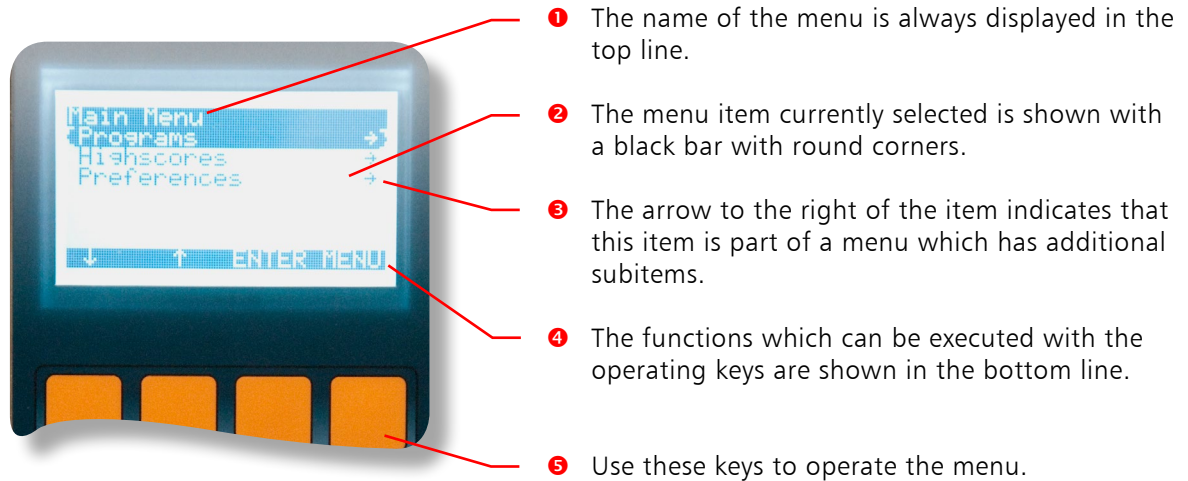 Main Menu
Programs →
Highscores →
Preferences →
↓ ↑ ENTER MENU
❶ The name of the menu is always displayed in the
top line.
❷ The menu item currently selected is shown with
a black bar with round corners.
❸ The arrow to the right of the item indicates that
this item is part of a menu which has additional
subitems.
❹ The functions which can be executed with the
operating keys are shown in the bottom line.
❺ Use these keys to operate the menu.